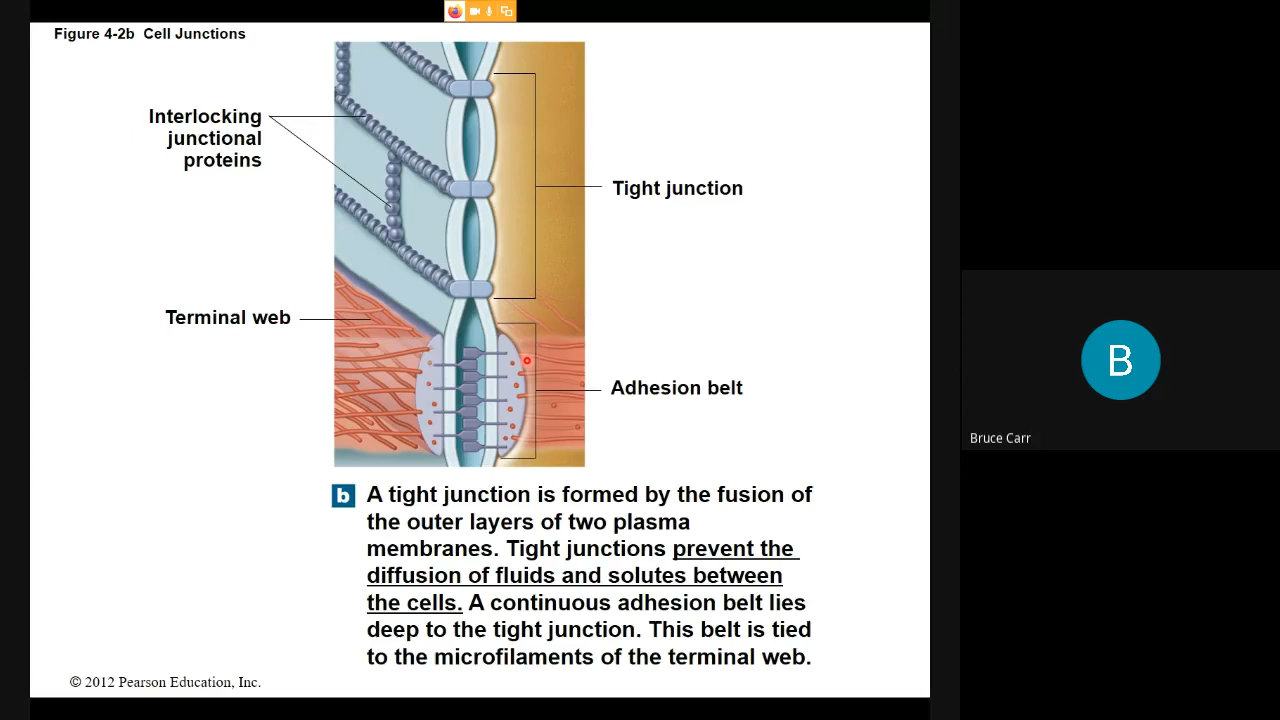 Figure 4-2b  Cell Junctions
Interlocking
junctional
proteins
Tight junction
Terminal web
Adhesion belt
b A tight junction is formed by the fusion of
the outer layers of two plasma
membranes. Tight junctions prevent the
diffusion of fluids and solutes between
the cells. A continuous adhesion belt lies
deep to the tight junction. This belt is tied
to the microfilaments of the terminal web.
© 2012 Pearson Education, Inc.
B
Bruce Carr